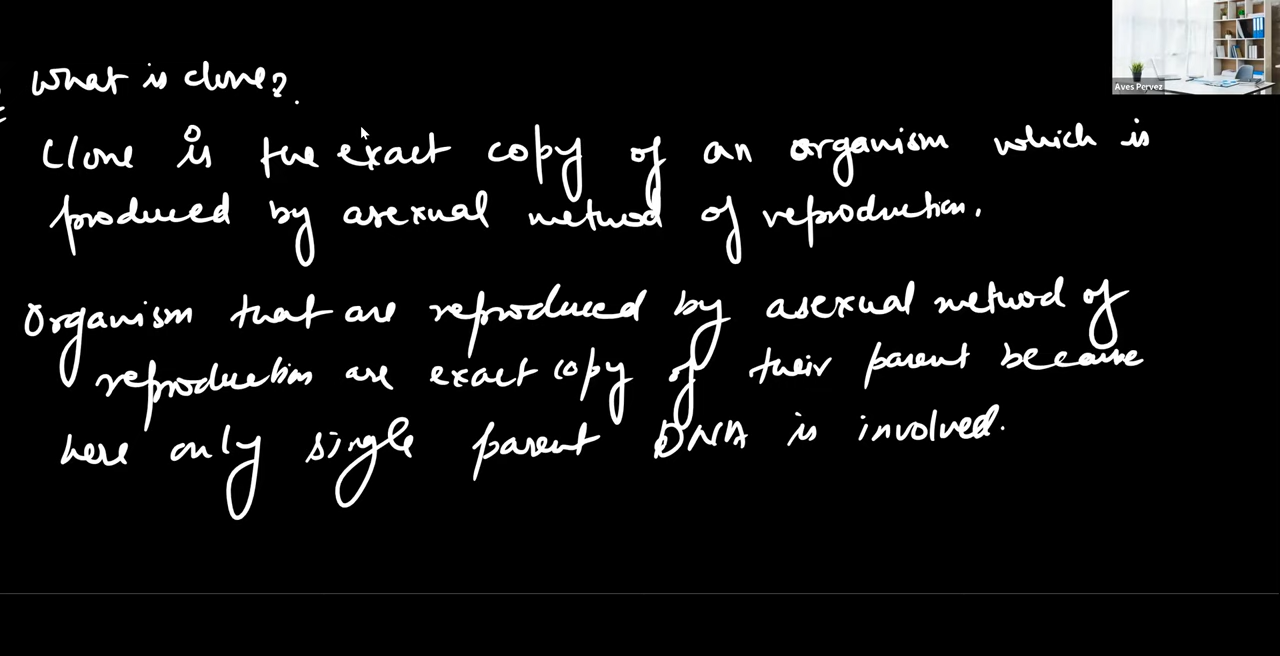 What is clone?
Clone is the exact copy of an organism which is
produced by asexual method of reproduction.
Organism that are reproduced by asexual method of
reproduction are exact copy of their parent because
here only single parent DNA is involved.
Aves Pervez